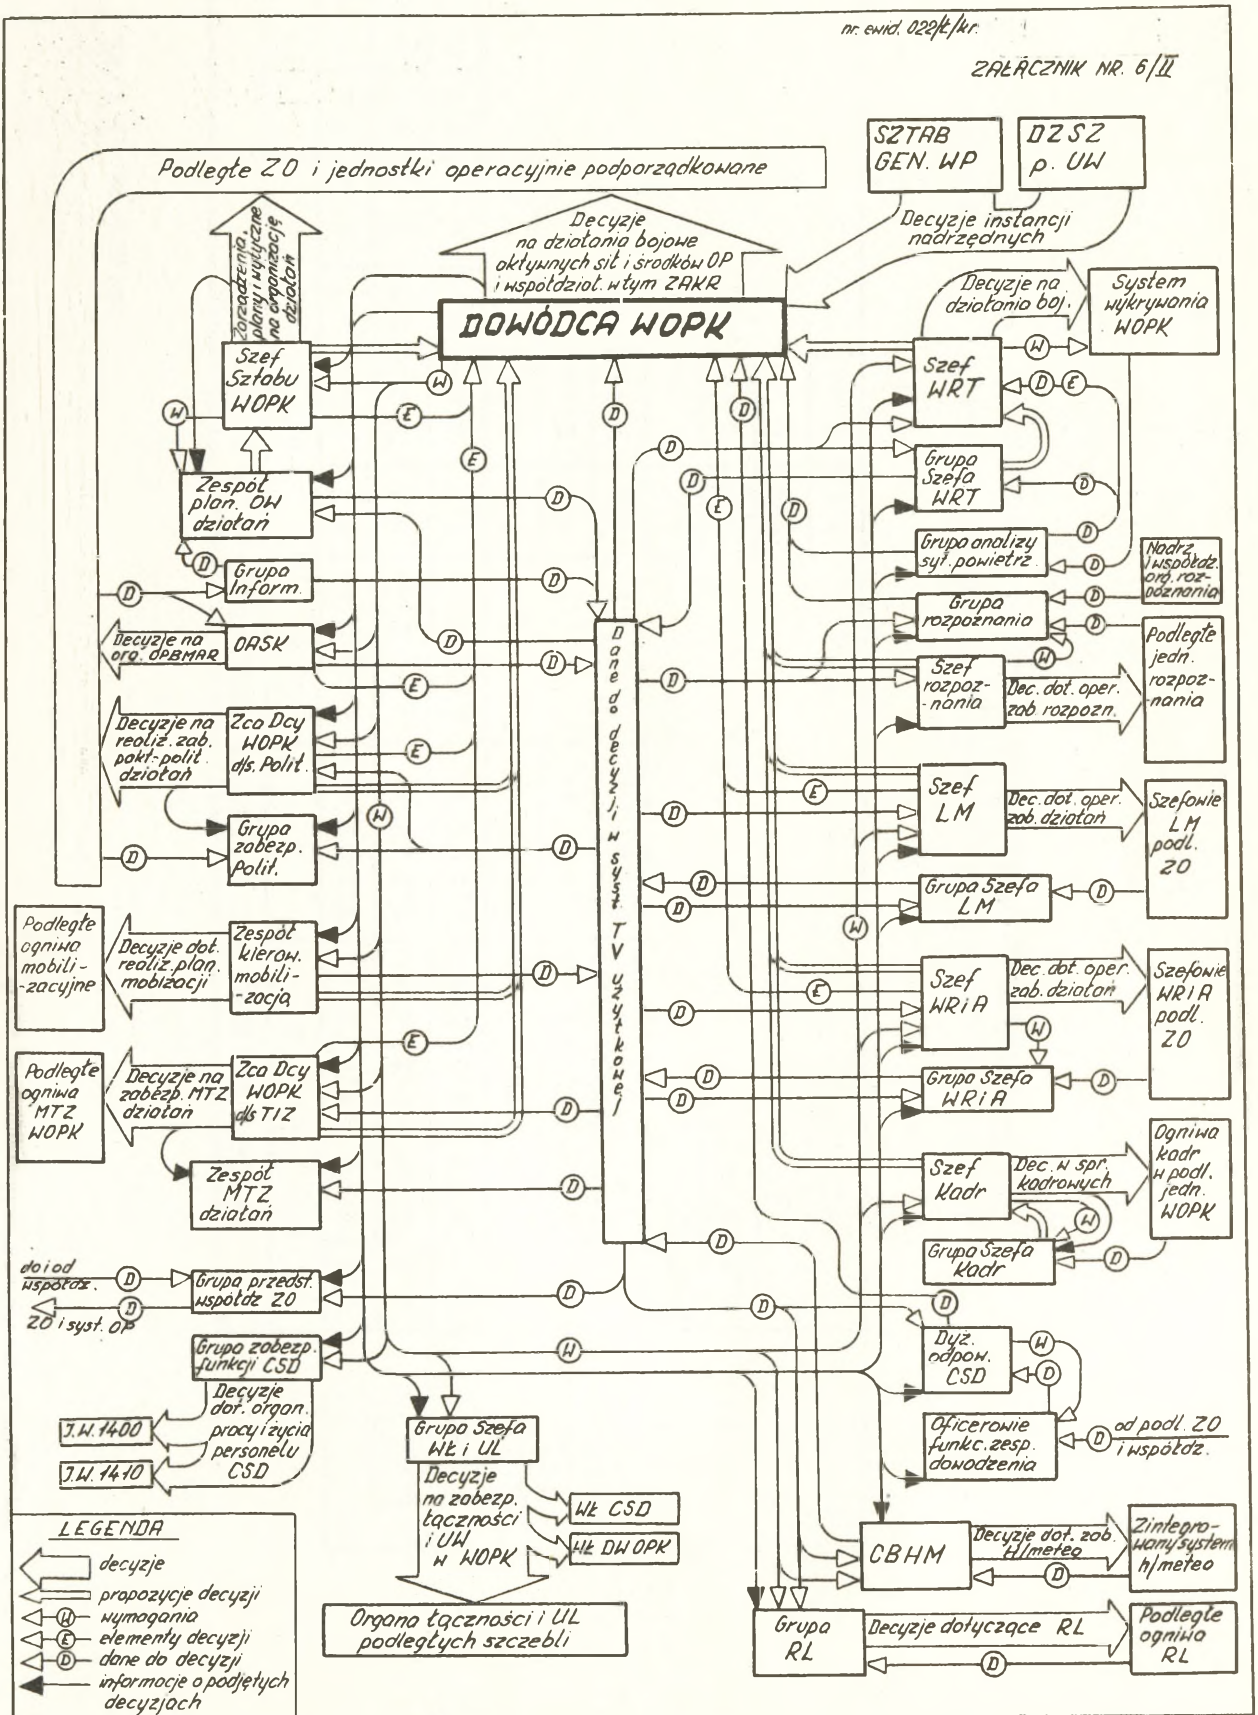 nr. ewid. 022/Ł/kr.
ZAŁĄCZNIK NR. 6/II
SZTAB
GEN. WP
DZSZ
p. UW
Podległe ZO i jednostki operacyjnie podporządkowane
Decyzje instancji
nadrzędnych
Zarządzenia,
plany i wytyczne
na organizację
działań
Decyzje
na działania bojowe
aktywnych sił i środków OP
i współdział. w tym ZAKR
DOWÓDCA WOPK
Decyzje na
działania boj.
System
wykrywania
WOPK
Szef
Sztabu
WOPK
W
W
E
Szef
WRT
W
D
E
Zespół
plan. OW
działań
E
D
D
D
D
D
D
E
D
Grupa
Szefa
WRT
D
Grupa analizy
syt. powietrz.
D
D
Nadrz.
i współdz.
org. roz-
poznania
Grupa
Inform.
D
D
D
Grupa
rozpoznania
D
D
Decyzje na
org. OPBMAR
OASK
D
D
E
D
D
Podległe
jedn.
rozpoz-
-nania
Szef
rozpoz-
-nania
W
Dec. dot. oper.
zab. rozpozn.
D
Decyzje na
realiz. zab.
pakt.-polit.
działań
Zca Dcy
WOPK
d/s. Polit.
E
Dane do decyzji w syst TV użytkowej
Szef
LM
E
D
Dec. dot. oper.
zab. działań
Szefowie
LM
podl.
ZO
W
D
Grupa
zabezp.
Polit.
D
Grupa Szefa
LM
D
D
D
Podległe
ogniwa
mobili-
-zacyjne
Decyzje dot.
realiz. plan.
mobizacji
Zespół
kierow.
mobili-
-zacją
D
W
Szef
WRiA
E
D
Dec. dot. oper.
zab. działań
W
Szefowie
WRiA
podl.
ZO
Podległe
ogniwa
MTZ
WOPK
Decyzje na
zabezp. MTZ
działań
Zca Dcy
WOPK
d/s TIZ
E
D
Grupa Szefa
WRiA
D
D
D
Zespół
MTZ
działań
D
Szef
Kadr
Dec. w spr.
kadrowych
W
Ogniwa
kadr
w podl.
jedn.
WOPK
Grupa Szefa
Kadr
D
D
do i od
współdz.
D
D
ZO i syst. OP
Grupa przedst.
współdz ZO
D
D
D
Grupa zabezp.
funkcji CSD
W
Dyż.
odpow.
CSD
W
D
Decyzje
dot. organ.
pracy i życia
personelu
CSD
J.W. 1400
J.W. 1410
Grupa Szefa
WŁ i UL
Oficerowie
funkc. zesp.
dowodzenia
D
od podl. ZO
i współdz.
Decyzje
na zabezp.
łączności
i UW
w WOPK
WŁ CSD
WŁ DWOPK
CBHM
Decyzje dot. zab.
H/meteo
D
Zintegro-
wany system
h/meteo
Organa łączności i UL
podległych szczebli
Grupa
RL
Decyzje dotyczące RL
D
Podległe
ogniwa
RL
LEGENDA
decyzje
propozycje decyzji
W wymagania
E elementy decyzji
D dane do decyzji
informacje o podjętych
decyzjach